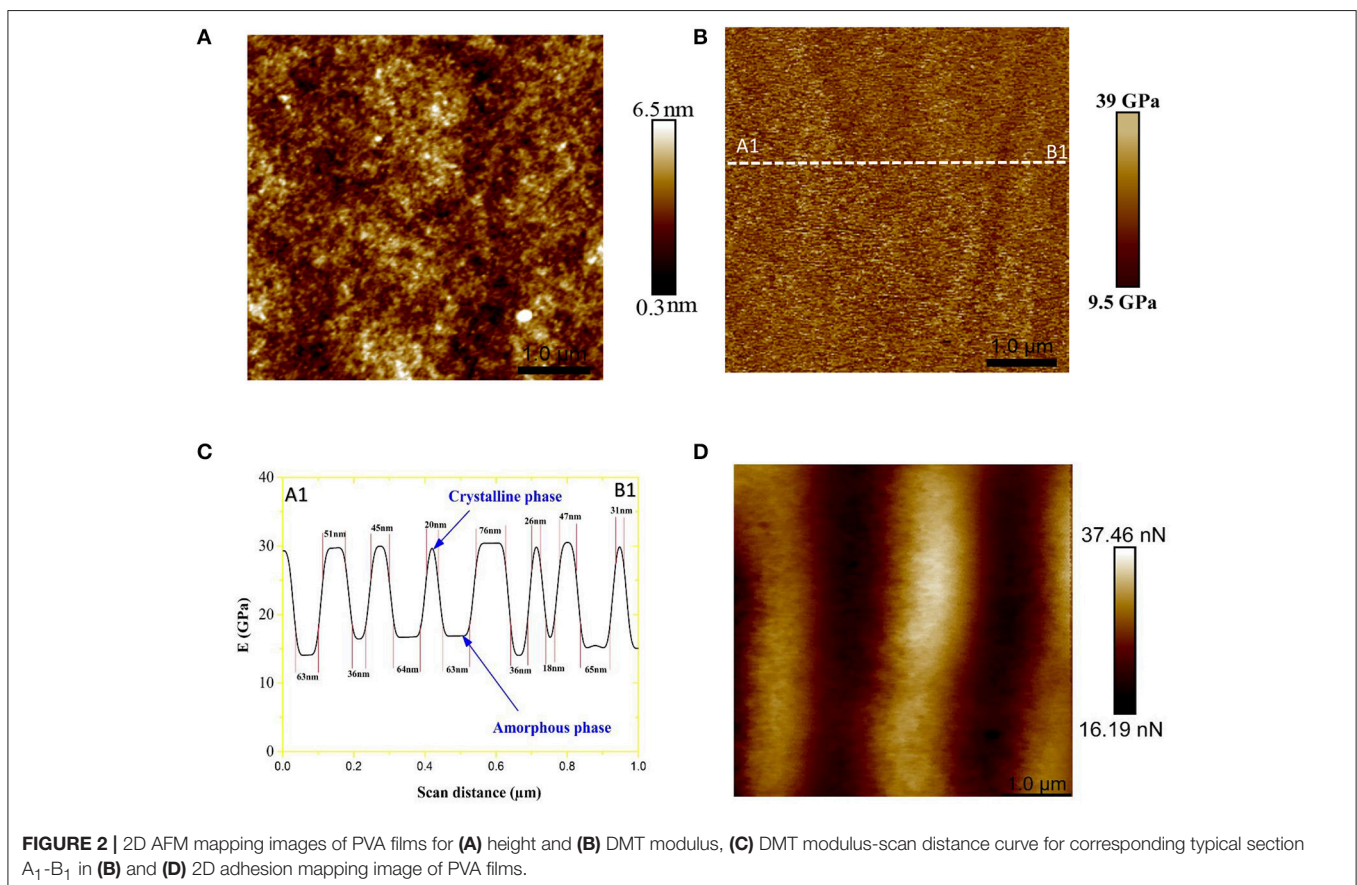 A
6.5 nm
0.3 nm
1.0 µm
B
A1
B1
39 GPa
9.5 GPa
1.0 µm
C
A1
B1
Crystalline phase
Amorphous phase
51nm
45nm
20nm
76nm
26nm
47nm
31nm
63nm
36nm
64nm
63nm
36nm
18nm
65nm
E (GPa)
40
30
20
10
0
0.0 0.2 0.4 0.6 0.8 1.0
Scan distance (µm)
D
37.46 nN
16.19 nN
1.0 µm
FIGURE 2 | 2D AFM mapping images of PVA films for (A) height and (B) DMT modulus, (C) DMT modulus-scan distance curve for corresponding typical section
A1-B1 in (B) and (D) 2D adhesion mapping image of PVA films.